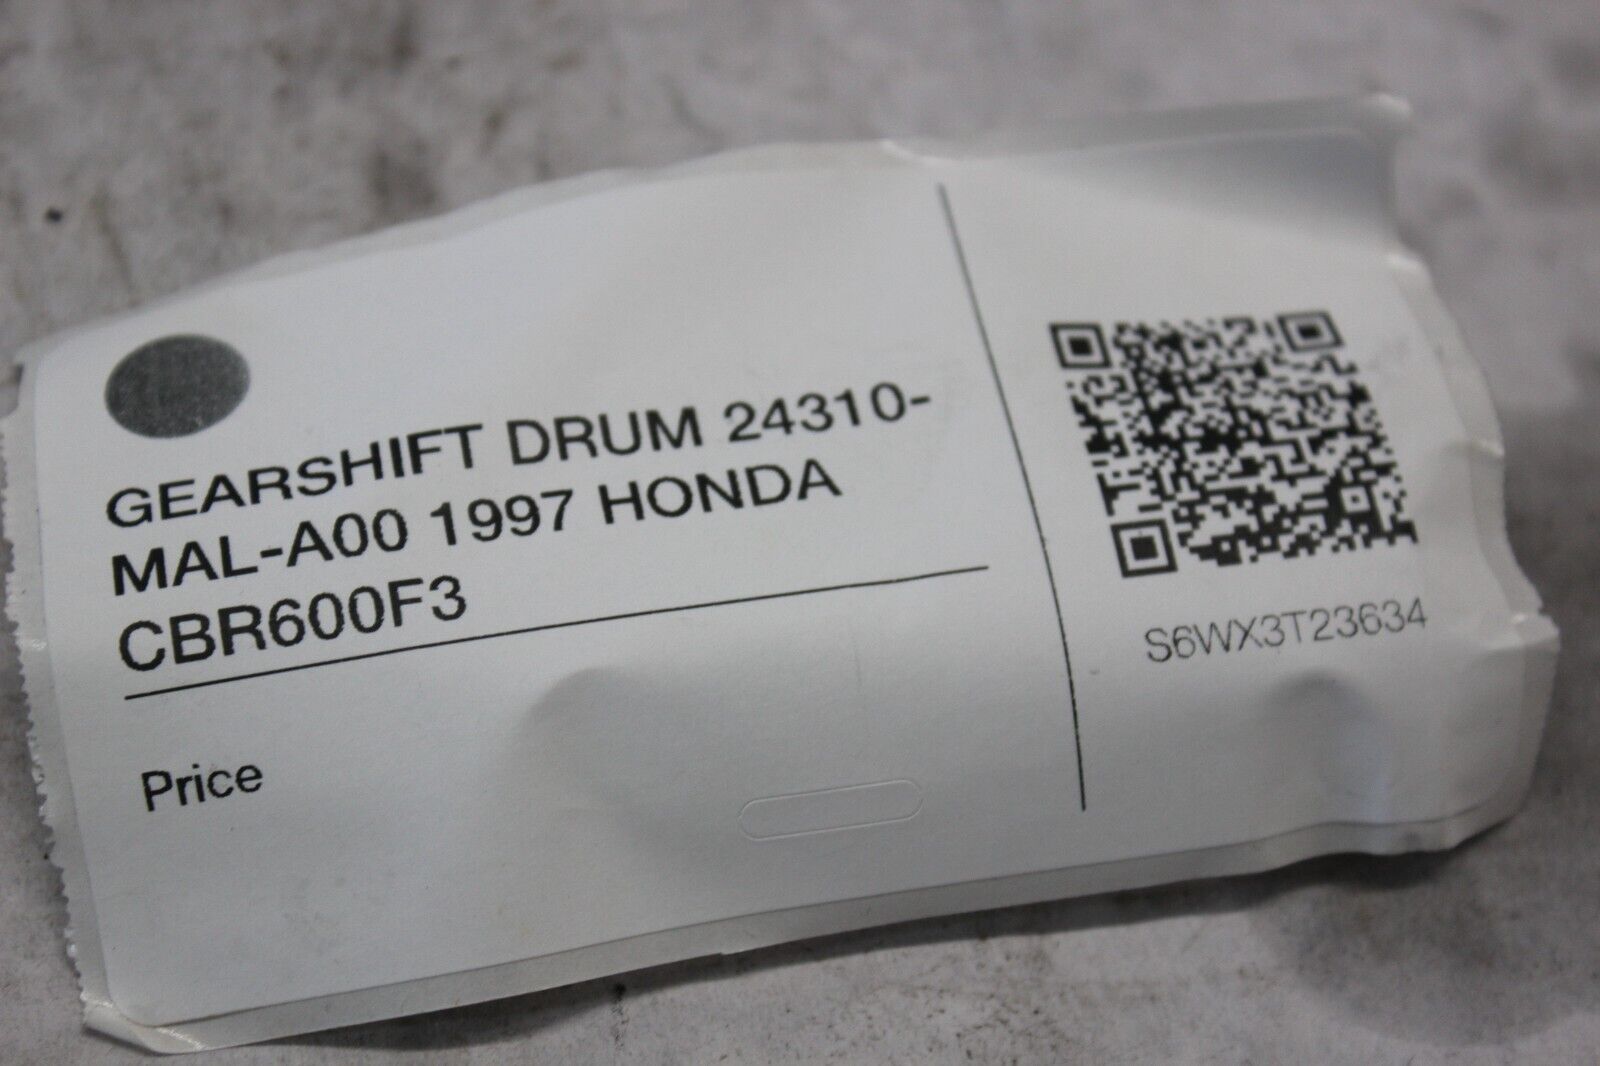 GEARSHIFT DRUM 24310-
MAL-A00 1997 HONDA
CBR600F3
Price
S6WX3T23634